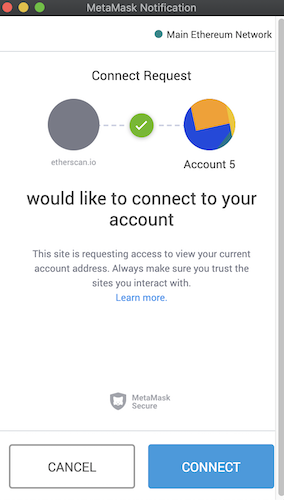 MetaMask Notification
Main Ethereum Network
Connect Request
etherscan.io
Account 5
would like to connect to your
account
This site is requesting access to view your current
account address. Always make sure you trust the
sites you interact with.
Learn more.
MetaMask
Secure
CANCEL
CONNECT